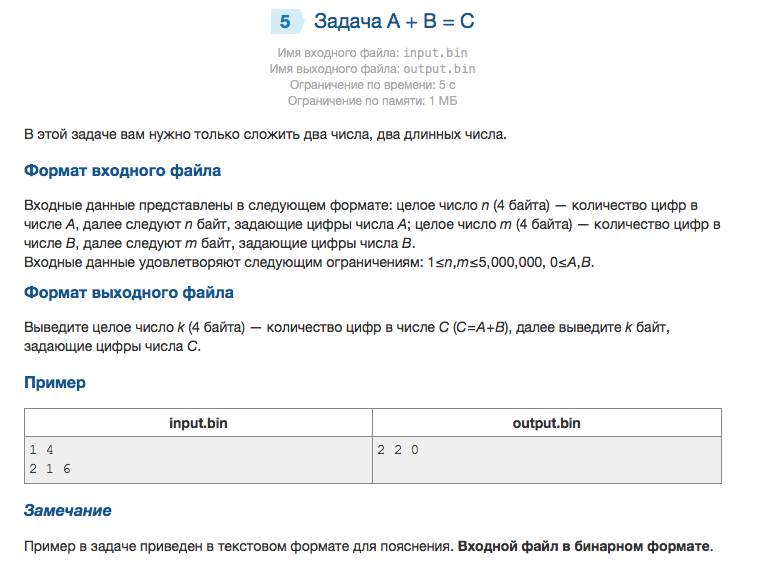 5 Задача A + B = C
Имя входного файла: input.bin
Имя выходного файла: output.bin
Ограничение по времени: 5 с
Ограничение по памяти: 1 МБ
В этой задаче вам нужно только сложить два числа, два длинных числа.
Формат входного файла
Входные данные представлены в следующем формате: целое число n (4 байта) — количество цифр в
числе A, далее следуют n байт, задающие цифры числа A; целое число m (4 байта) — количество цифр в
числе B, далее следуют m байт, задающие цифры числа B.
Входные данные удовлетворяют следующим ограничениям: 1≤n,m≤5,000,000, 0≤A,B.
Формат выходного файла
Выведите целое число k (4 байта) — количество цифр в числе C (C=A+B), далее выведите k байт,
задающие цифры числа C.
Пример
input.bin output.bin
1 4 2 2 0
2 1 6
Замечание
Пример в задаче приведен в текстовом формате для пояснения. Входной файл в бинарном формате.